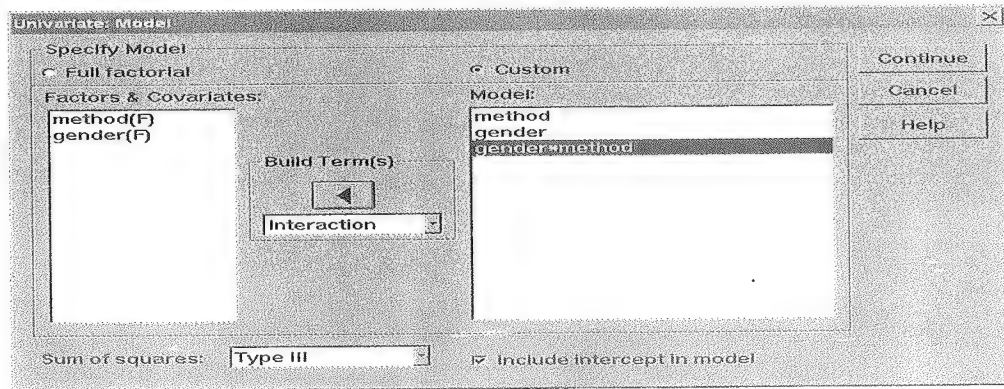 Univariate: Model
Specify Model
Full factorial
Custom
Continue
Cancel
Help
Factors & Covariates:
method(F)
gender(F)
Build Term(s)
Interaction
Model:
method
gender
gender*method
Sum of squares:
Type III
Include intercept in model